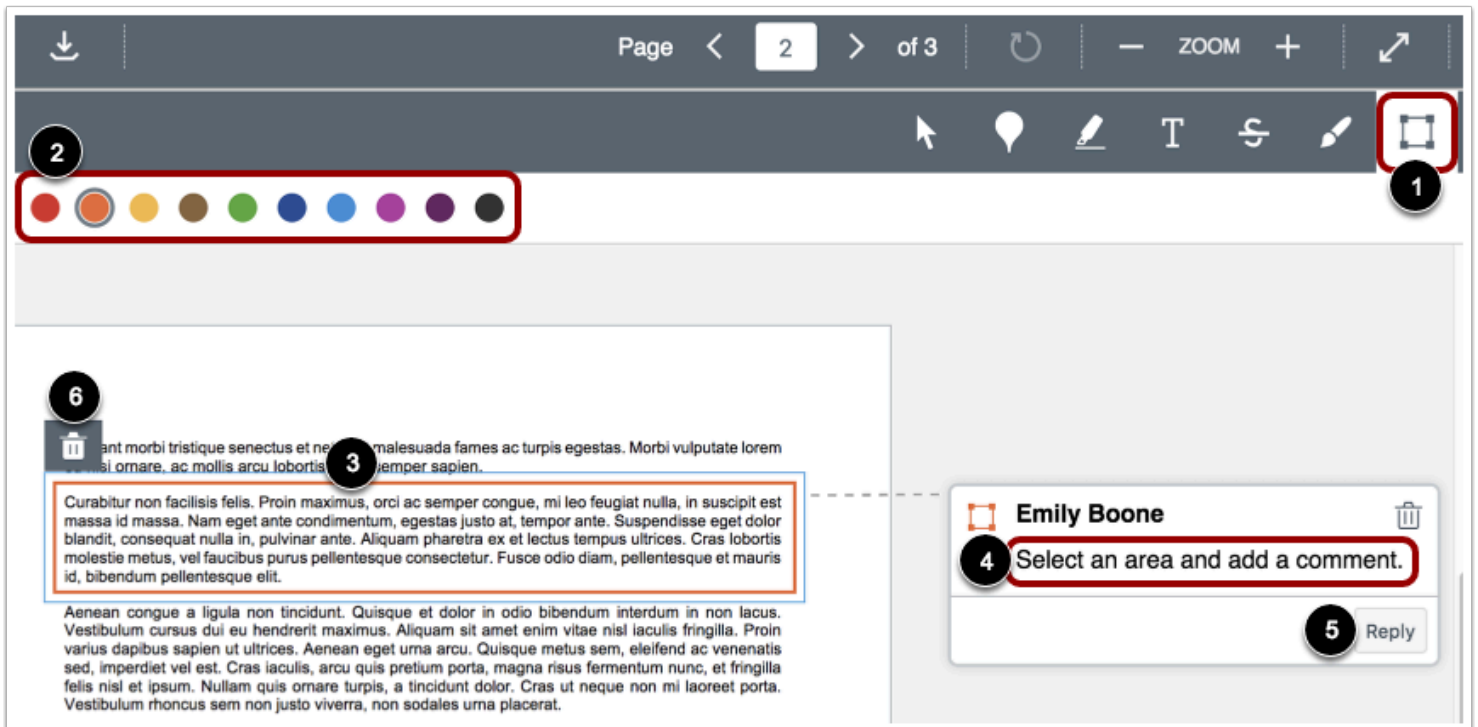 Page 2 of 3 ZOOM
T S
2
1
6
ant morbi tristique senectus et ne malesuada fames ac turpis egestas. Morbi vulputate lorem
si ornare, ac mollis arcu lobortis emper sapien.
3
Curabitur non facilisis felis. Proin maximus, orci ac semper congue, mi leo feugiat nulla, in suscipit est
massa id massa. Nam eget ante condimentum, egestas justo at, tempor ante. Suspendisse eget dolor
blandit, consequat nulla in, pulvinar ante. Aliquam pharetra ex et lectus tempus ultrices. Cras lobortis
molestie metus, vel faucibus purus pellentesque consectetur. Fusce odio diam, pellentesque et mauris
id, bibendum pellentesque elit.
Emily Boone
4 Select an area and add a comment.
5 Reply
Aenean congue a ligula non tincidunt. Quisque et dolor in odio bibendum interdum in non lacus.
Vestibulum cursus dui eu hendrerit maximus. Aliquam sit amet enim vitae nisl iaculis fringilla. Proin
varius dapibus sapien ut ultrices. Aenean eget urna arcu. Quisque metus sem, eleifend ac venenatis
sed, imperdiet vel est. Cras iaculis, arcu quis pretium porta, magna risus fermentum nunc, et fringilla
felis nisl et ipsum. Nullam quis ornare turpis, a tincidunt dolor. Cras ut neque non mi laoreet porta.
Vestibulum rhoncus sem non justo viverra, non sodales urna placerat.